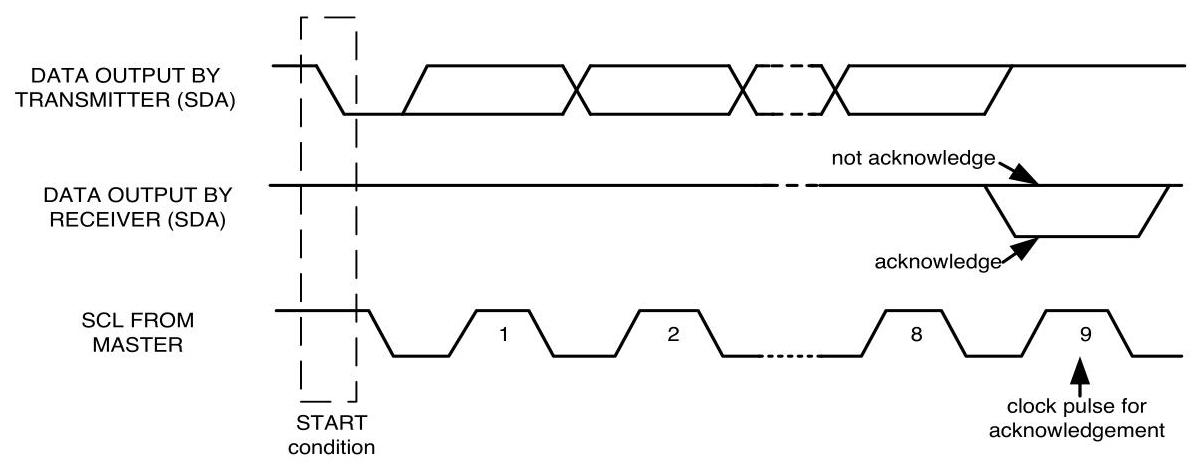 DATA OUTPUT BY
TRANSMITTER (SDA)
not acknowledge
DATA OUTPUT BY
RECEIVER (SDA)
acknowledge
SCL FROM
MASTER
1
2
8
9
START
condition
clock pulse for
acknowledgement